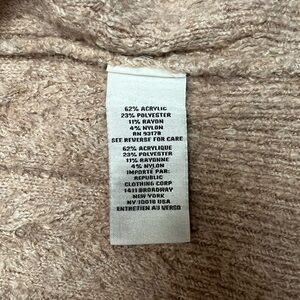 62% ACRYLIC
23% POLYESTER
11% RAYON
4% NYLON
RN 93178
SEE REVERSE FOR CARE
62% ACRYLIQUE
23% POLYESTER
11% RAYONNE
4% NYLON
IMPORTE PAR:
REPUBLIC
CLOTHING CORP
1411 BROADWAY
NEW YORK
NY 10018 USA
ENTRETIEN AU VERSO